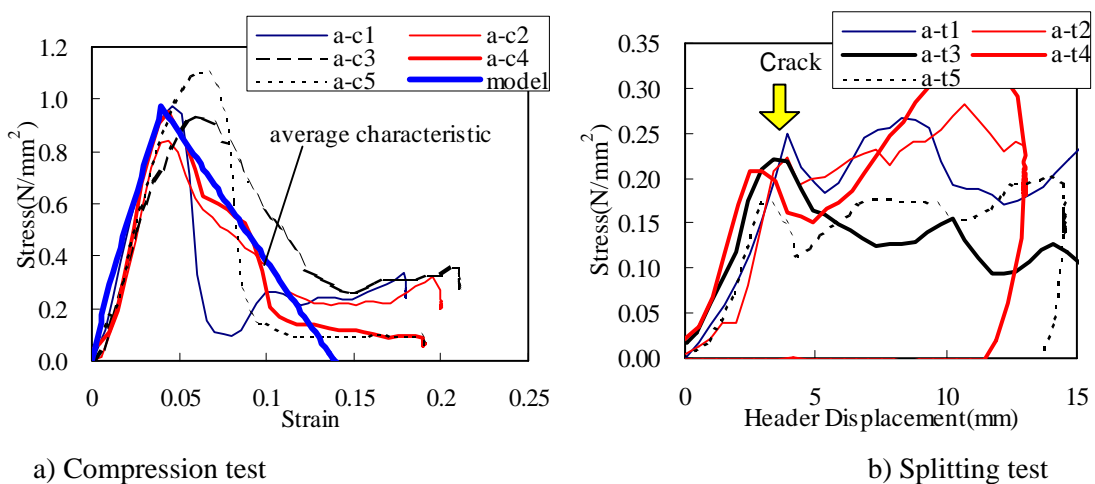 a-c1
a-c2
a-c3
a-c4
a-c5
model
1.2
1.0
0.8
0.6
0.4
0.2
0.0
Stress(N/mm²)
average characteristic
0
0.05
0.1
0.15
0.2
0.25
Strain
a) Compression test
a-t1
a-t2
a-t3
a-t4
a-t5
Crack
0.35
0.30
0.25
0.20
0.15
0.10
0.05
0.00
Stress(N/mm²)
0
5
10
15
Header Displacement(mm)
b) Splitting test